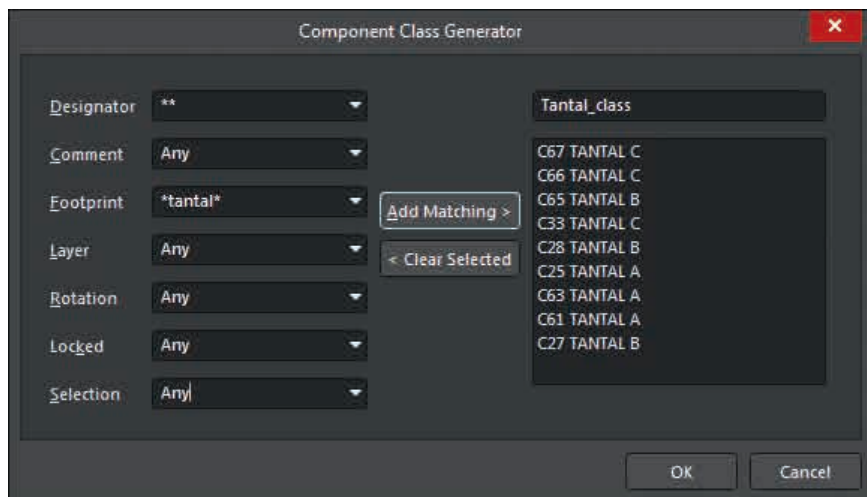 Component Class Generator
Designator ** Tantal_class
Comment Any
Footprint *tantal*
Layer Any
Rotation Any
Locked Any
Selection Any
Add Matching >
< Clear Selected
C67 TANTAL C
C66 TANTAL C
C65 TANTAL B
C33 TANTAL C
C28 TANTAL B
C25 TANTAL A
C63 TANTAL A
C61 TANTAL A
C27 TANTAL B
OK Cancel